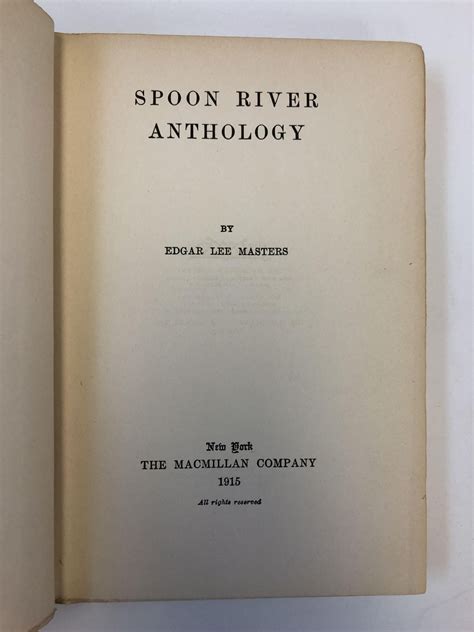 SPOON RIVER
ANTHOLOGY
BY
EDGAR LEE MASTERS
New York
THE MACMILLAN COMPANY
1915
All rights reserved